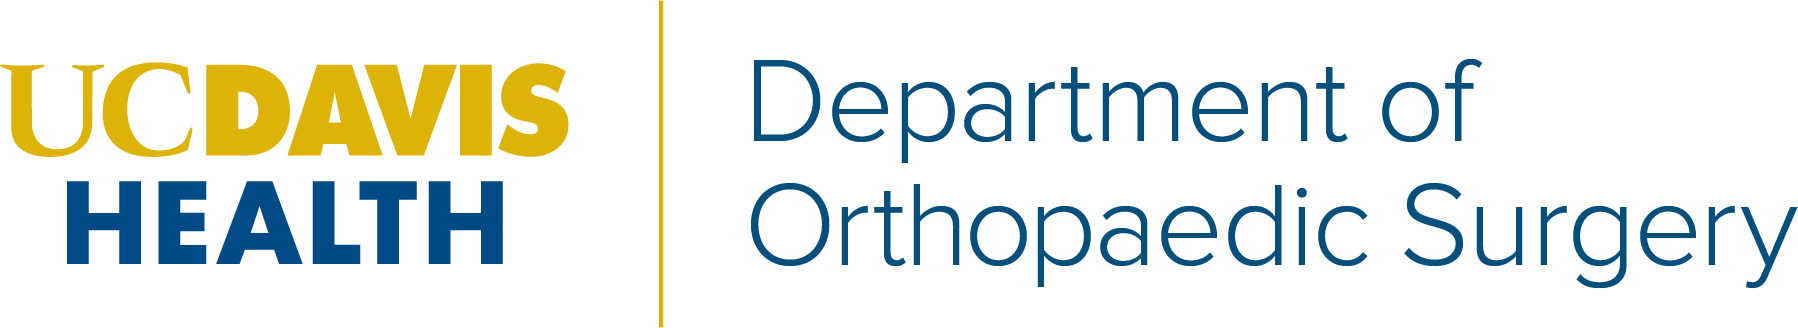 UCDAVIS
HEALTH
Department of
Orthopaedic Surgery